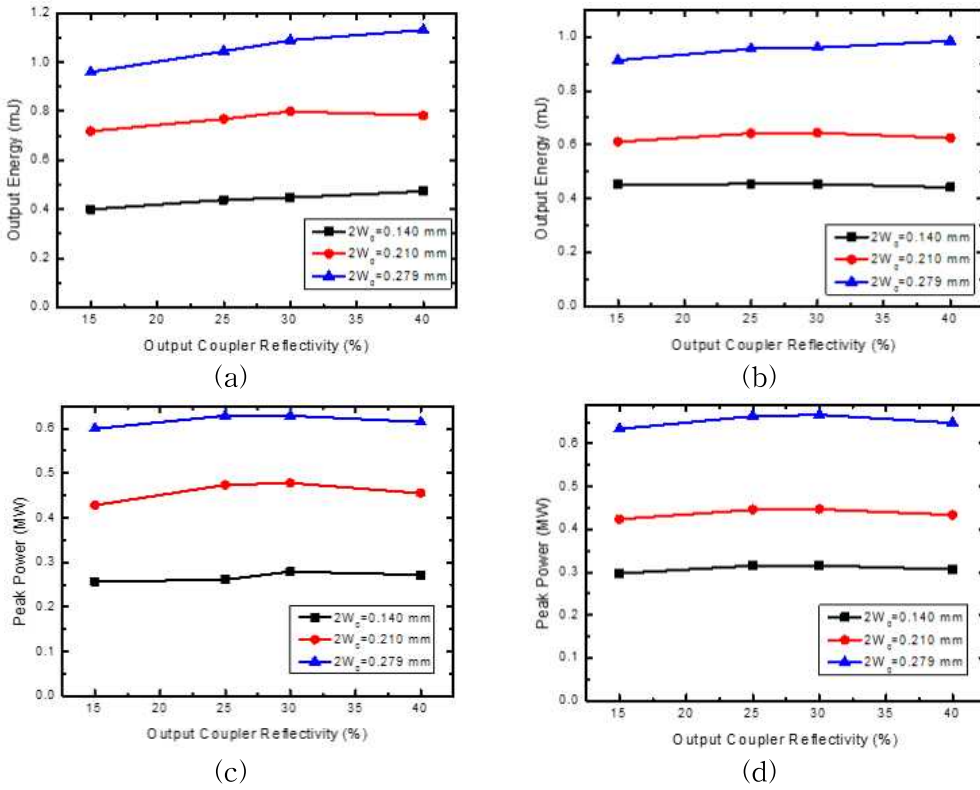 1.2
1.0
0.8
0.6
0.4
0.2
0.0
Output Energy (mJ)
15 20 25 30 35 40
Output Coupler Reflectivity (%)
2W₀=0.140 mm
2W₀=0.210 mm
2W₀=0.279 mm
(a)
1.0
0.8
0.6
0.4
0.2
0.0
Output Energy (mJ)
15 20 25 30 35 40
Output Coupler Reflectivity (%)
2W₀=0.140 mm
2W₀=0.210 mm
2W₀=0.279 mm
(b)
0.6
0.5
0.4
0.3
0.2
0.1
0.0
Peak Power (MW)
15 20 25 30 35 40
Output Coupler Reflectivity (%)
2W₀=0.140 mm
2W₀=0.210 mm
2W₀=0.279 mm
(c)
0.6
0.5
0.4
0.3
0.2
0.1
0.0
Peak Power (MW)
15 20 25 30 35 40
Output Coupler Reflectivity (%)
2W₀=0.140 mm
2W₀=0.210 mm
2W₀=0.279 mm
(d)